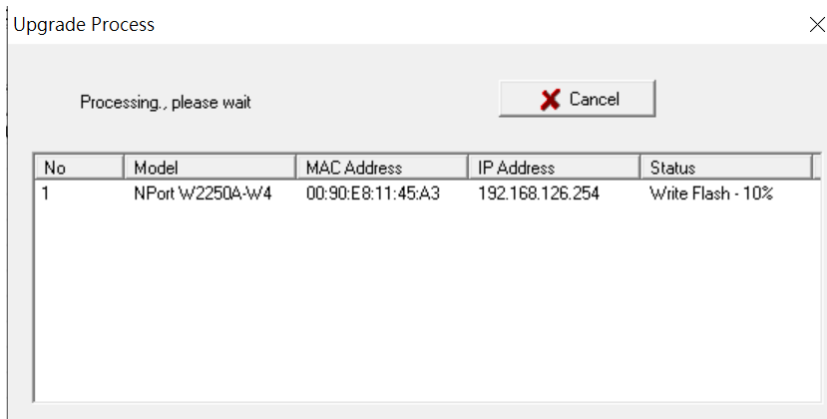 Upgrade Process
Processing., please wait
Cancel
No Model MAC Address IP Address Status
1 NPort W2250A-W4 00:90:E8:11:45:A3 192.168.126.254 Write Flash - 10%